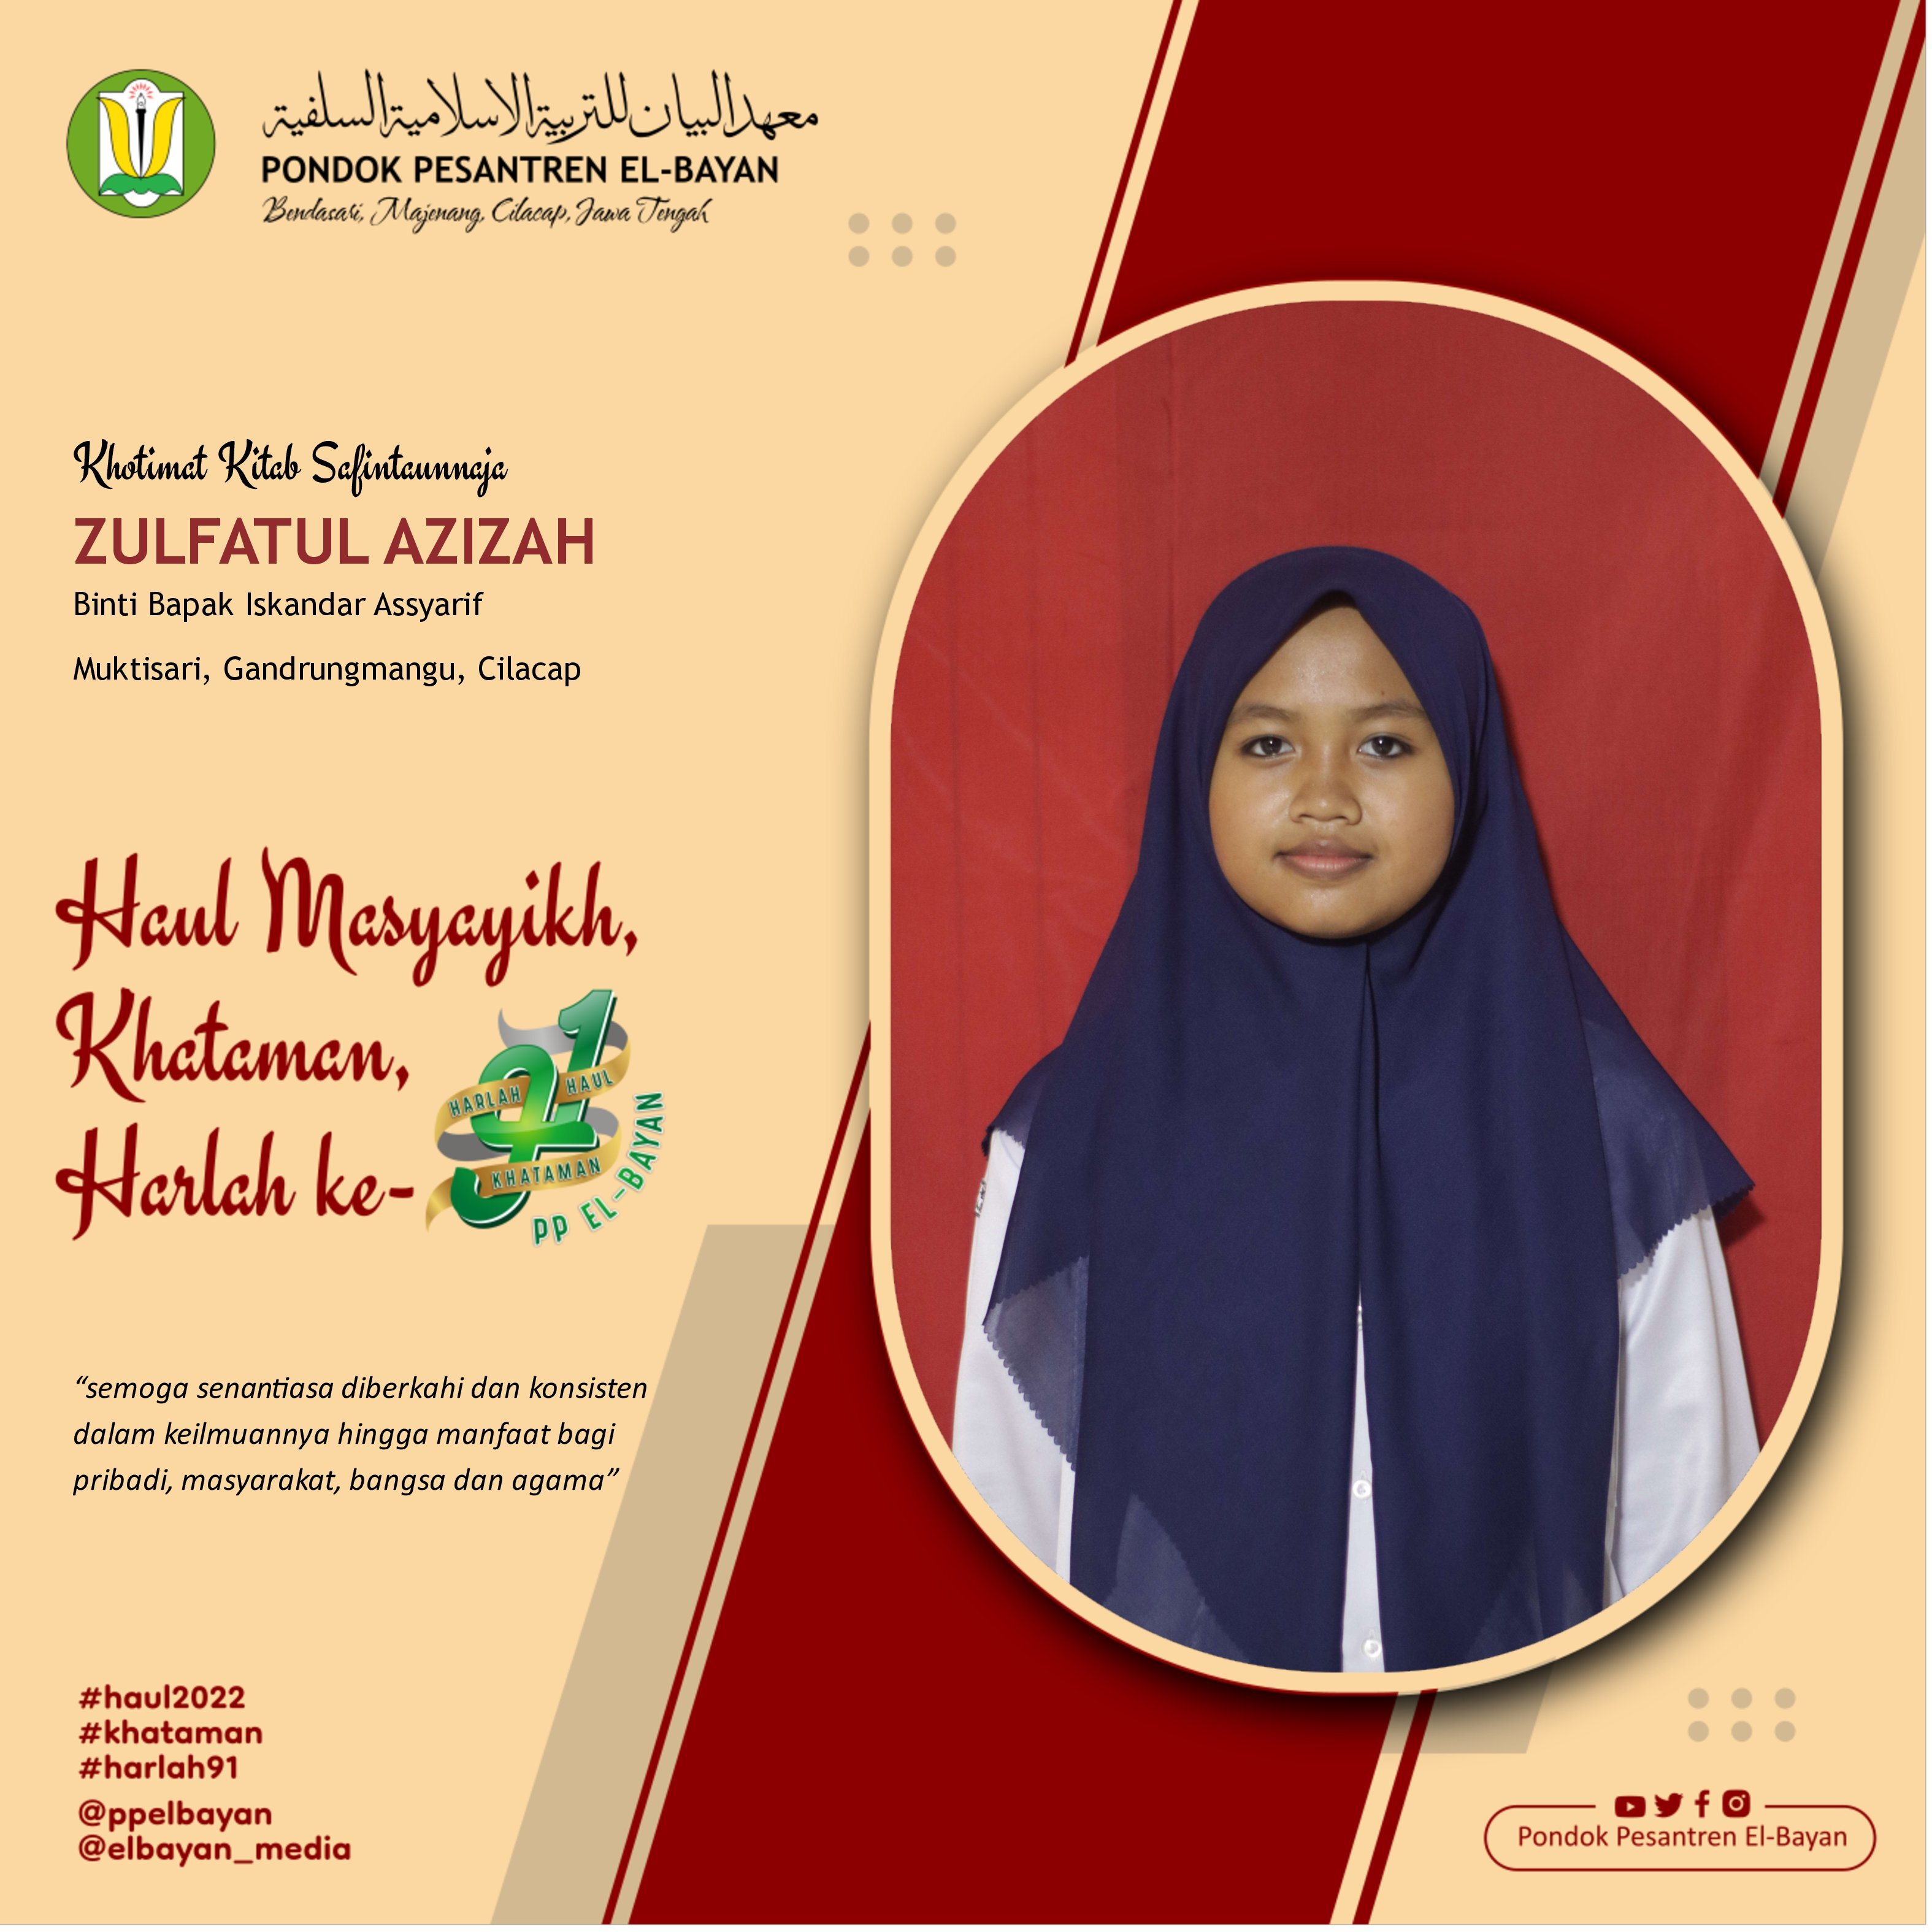 معهد البيان للتربية الاسلامية السلفية
PONDOK PESANTREN EL-BAYAN
Bendasari, Majenang, Cilacap, Jawa Tengah
Khotimat Kitab Safintaunnaja
ZULFATUL AZIZAH
Binti Bapak Iskandar Assyarif
Muktisari, Gandrungmangu, Cilacap
Haul Masyayikh,
Khataman,
Harlah ke-
91
HARLAH HAUL
KHATAMAN
PP EL-BAYAN
“semoga senantiasa diberkahi dan konsisten
dalam keilmuannya hingga manfaat bagi
pribadi, masyarakat, bangsa dan agama”
#haul2022
#khataman
#harlah91
@ppelbayan
@elbayan_media
Pondok Pesantren El-Bayan